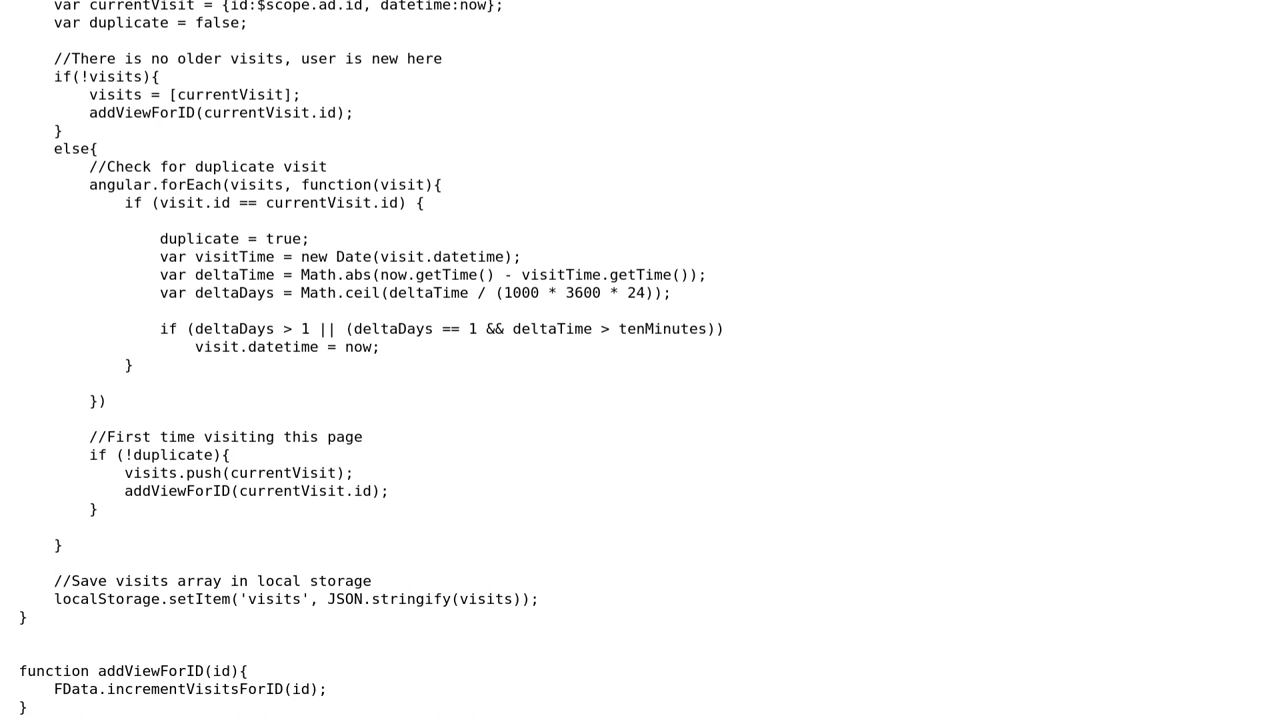 var currentVisit = {id:$scope.ad.id, datetime:now};
    var duplicate = false;

    //There is no older visits, user is new here
    if(!visits){
        visits = [currentVisit];
        addViewForID(currentVisit.id);
    }
    else{
        //Check for duplicate visit
        angular.forEach(visits, function(visit){
            if (visit.id == currentVisit.id) {

                duplicate = true;
                var visitTime = new Date(visit.datetime);
                var deltaTime = Math.abs(now.getTime() - visitTime.getTime());
                var deltaDays = Math.ceil(deltaTime / (1000 * 3600 * 24));

                if (deltaDays > 1 || (deltaDays == 1 && deltaTime > tenMinutes))
                    visit.datetime = now;
            }

        })

        //First time visiting this page
        if (!duplicate){
            visits.push(currentVisit);
            addViewForID(currentVisit.id);
        }

    }

    //Save visits array in local storage
    localStorage.setItem('visits', JSON.stringify(visits));
}


function addViewForID(id){
    FData.incrementVisitsForID(id);
}